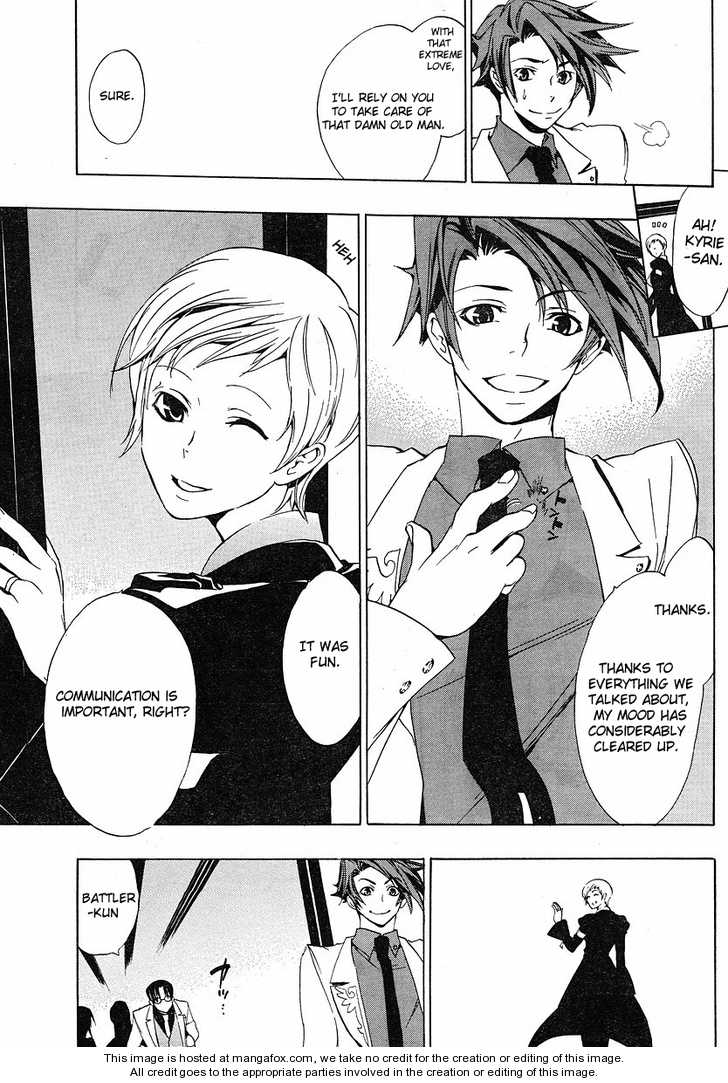 WITH
THAT
EXTREME
LOVE,
I'LL RELY ON YOU
TO TAKE CARE OF
THAT DAMN OLD MAN.
SURE.
AH!
KYRIE
-SAN.
THANKS.
THANKS TO
EVERYTHING WE
TALKED ABOUT,
MY MOOD HAS
CONSIDERABLY
CLEARED UP.
HEH
IT WAS
FUN.
COMMUNICATION IS
IMPORTANT, RIGHT?
BATTLER
-KUN
This image is hosted at mangafox.com, we take no credit for the creation or editing of this image.
All credit goes to the appropriate parties involved in the creation or editing of this image.